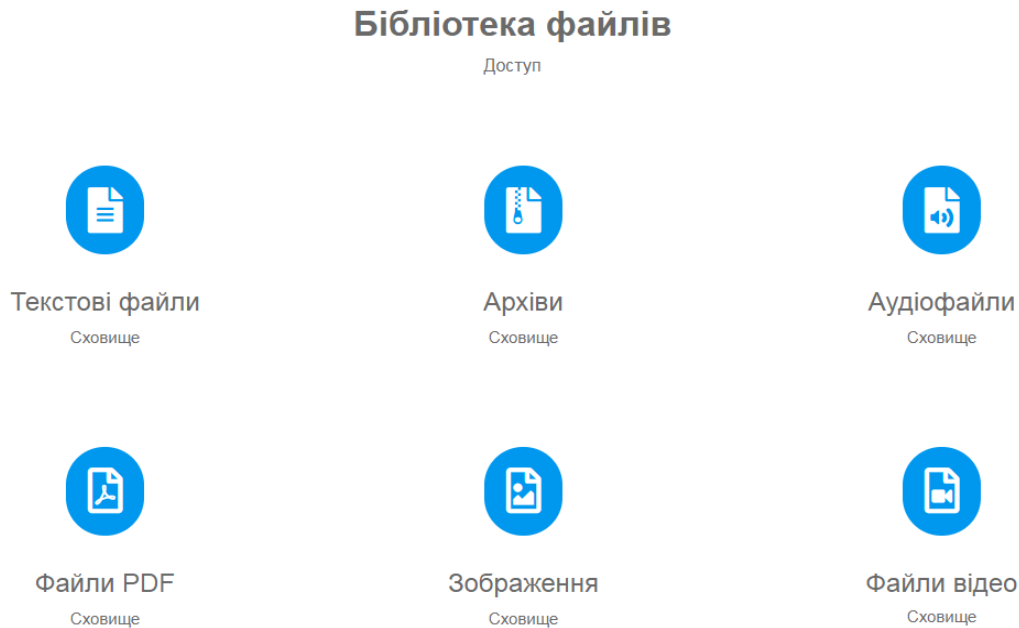 Бібліотека файлів
Доступ
Текстові файли
Сховище
Архіви
Сховище
Аудіофайли
Сховище
Файли PDF
Сховище
Зображення
Сховище
Файли відео
Сховище